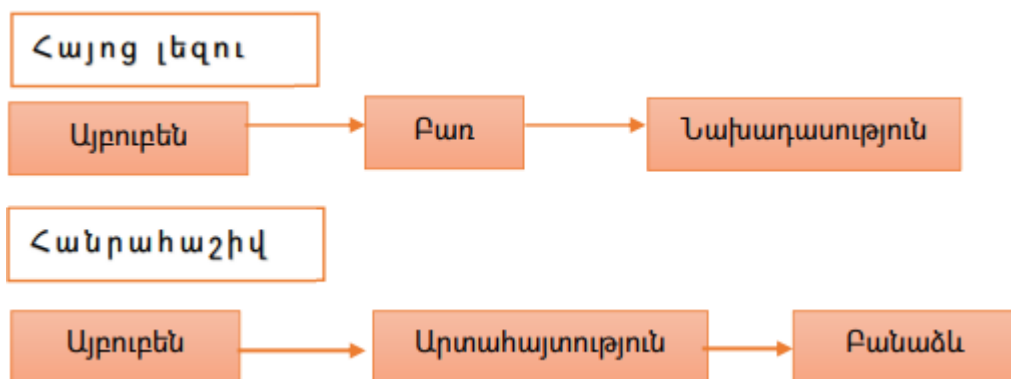 Հայոց լեզու
Այբուբեն
Բառ
Նախադասություն
Հանրահաշիվ
Այբուբեն
Արտահայտություն
Բանաձև